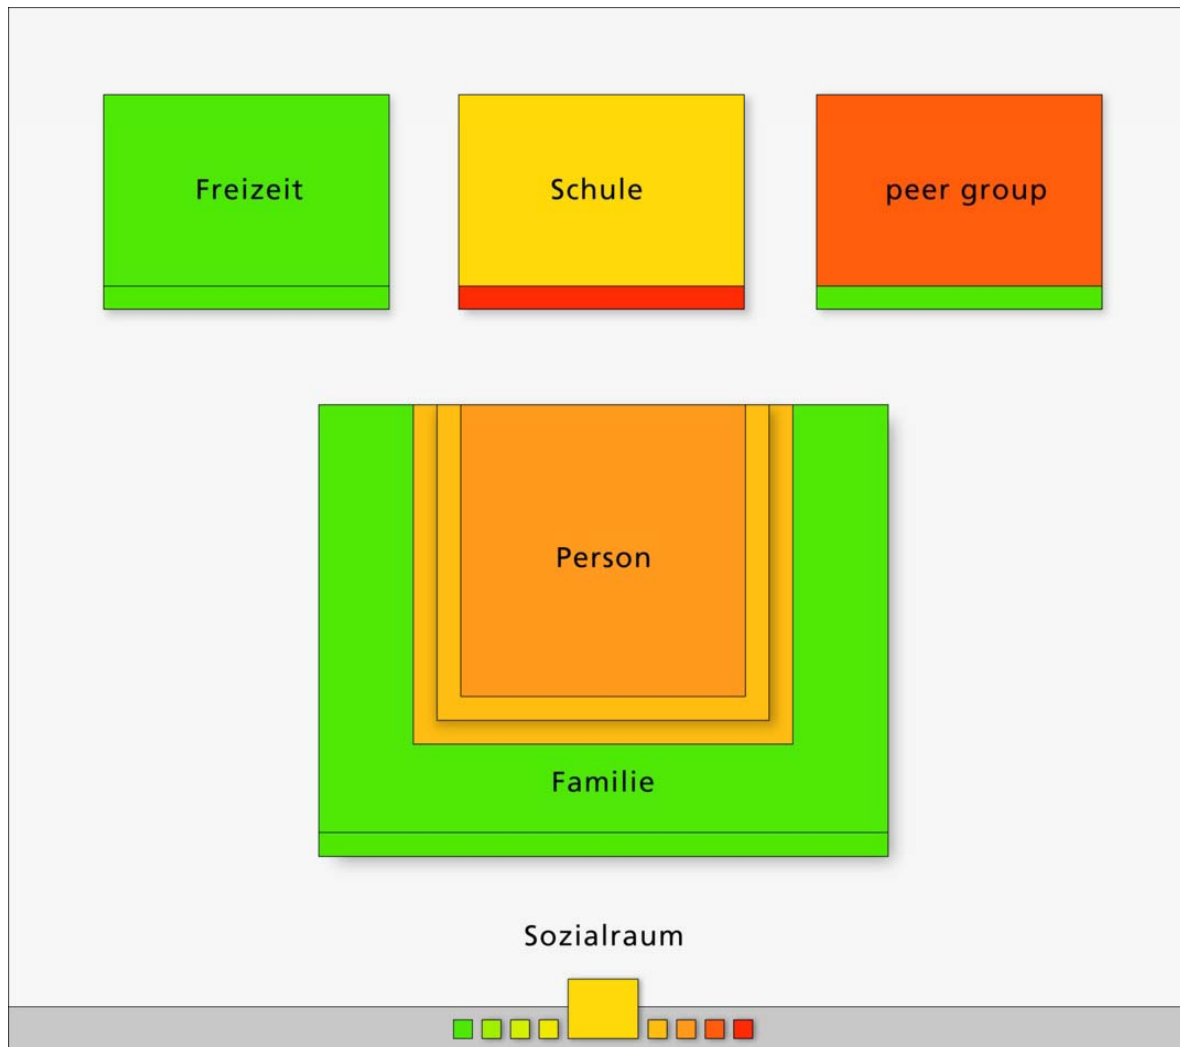 Freizeit
Schule
peer group
Person
Familie
Sozialraum